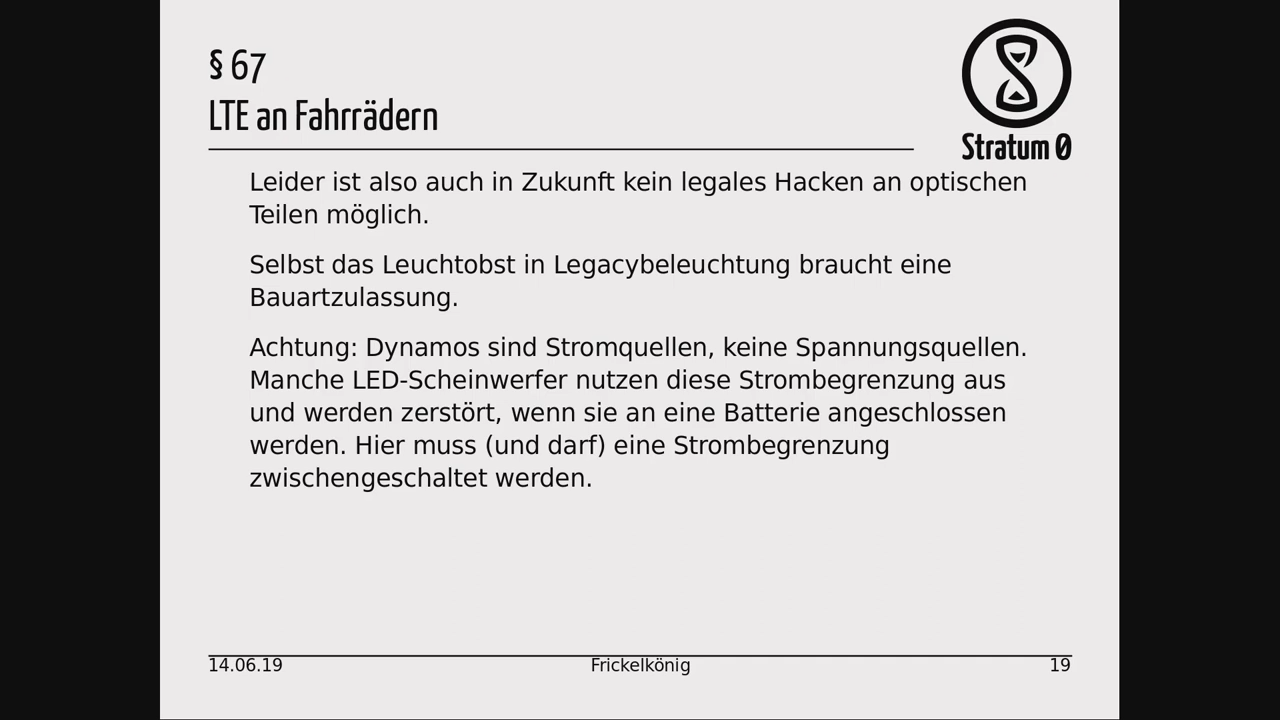 § 67
LTE an Fahrrädern
Stratum 0
Leider ist also auch in Zukunft kein legales Hacken an optischen
Teilen möglich.
Selbst das Leuchtobst in Legacybeleuchtung braucht eine
Bauartzulassung.
Achtung: Dynamos sind Stromquellen, keine Spannungsquellen.
Manche LED-Scheinwerfer nutzen diese Strombegrenzung aus
und werden zerstört, wenn sie an eine Batterie angeschlossen
werden. Hier muss (und darf) eine Strombegrenzung
zwischengeschaltet werden.
14.06.19
Frickelkönig
19